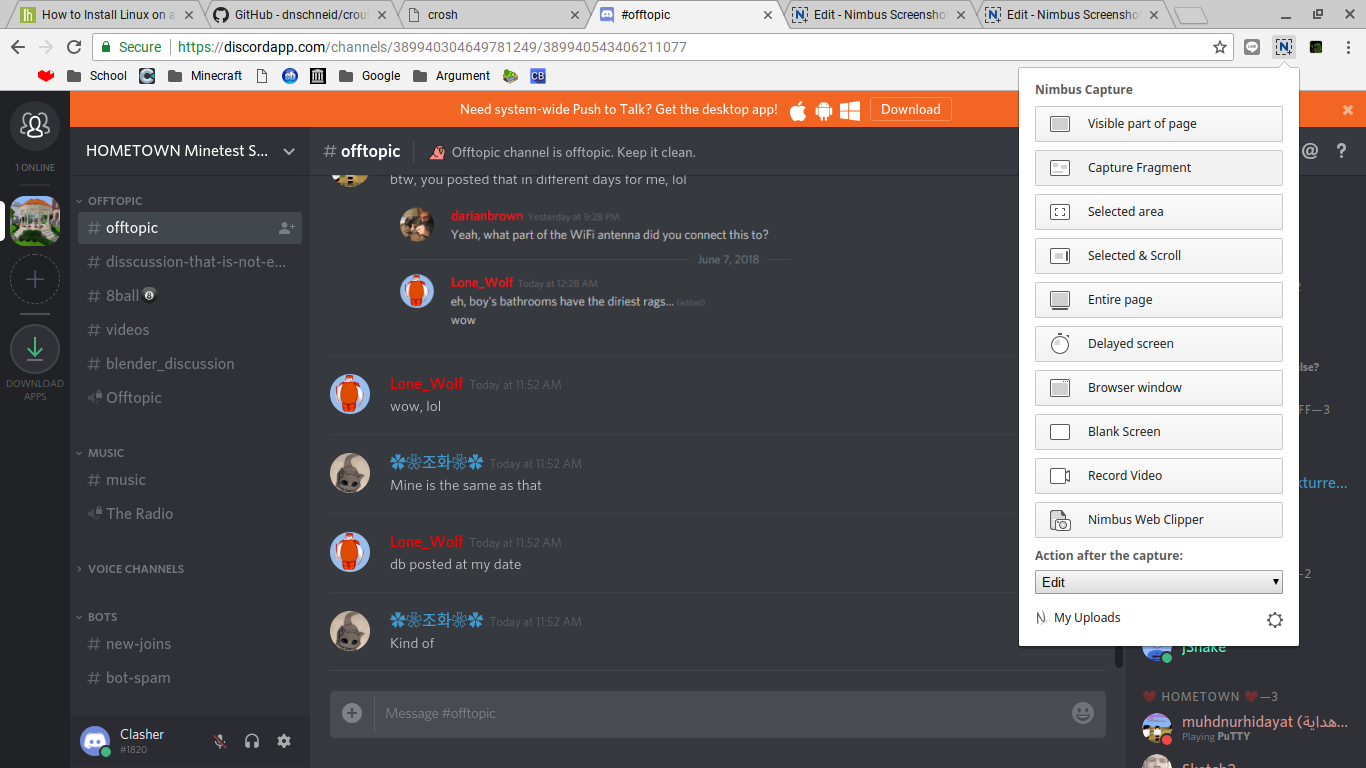 How to Install Linux on a
GitHub - dnschneid/crou
crosh
#offtopic
Edit - Nimbus Screensho
Edit - Nimbus Screensho
Secure
https://discordapp.com/channels/389940304649781249/389940543406211077
School
Minecraft
Google
Argument
CB
Need system-wide Push to Talk? Get the desktop app!
Download
1 ONLINE
DOWNLOAD
APPS
HOMETOWN Minetest S...
OFFTOPIC
# offtopic
# disscussion-that-is-not-e...
# 8ball🎱
# videos
# blender_discussion
Offtopic
MUSIC
# music
The Radio
VOICE CHANNELS
BOTS
# new-joins
# bot-spam
Clasher
#1820
# offtopic
Offtopic channel is offtopic. Keep it clean.
btw, you posted that in different days for me, lol
darianbrown Yesterday at 9:28 PM
Yeah, what part of the WiFi antenna did you connect this to?
June 7, 2018
Lone_Wolf Today at 12:28 AM
eh, boy's bathrooms have the diriest rags... (edited)
wow
Lone_Wolf Today at 11:52 AM
wow, lol
✽❀조화❀✽ Today at 11:52 AM
Mine is the same as that
Lone_Wolf Today at 11:52 AM
db posted at my date
✽❀조화❀✽ Today at 11:52 AM
Kind of
Message #offtopic
Nimbus Capture
Visible part of page
Capture Fragment
Selected area
Selected & Scroll
Entire page
Delayed screen
Browser window
Blank Screen
Record Video
Nimbus Web Clipper
Action after the capture:
Edit
My Uploads
@ ?
lse?
FF—3
kturre...
—2
jSnake
HOMETOWN ❤—3
muhdnurhidayat (هداية...
Playing PuTTY